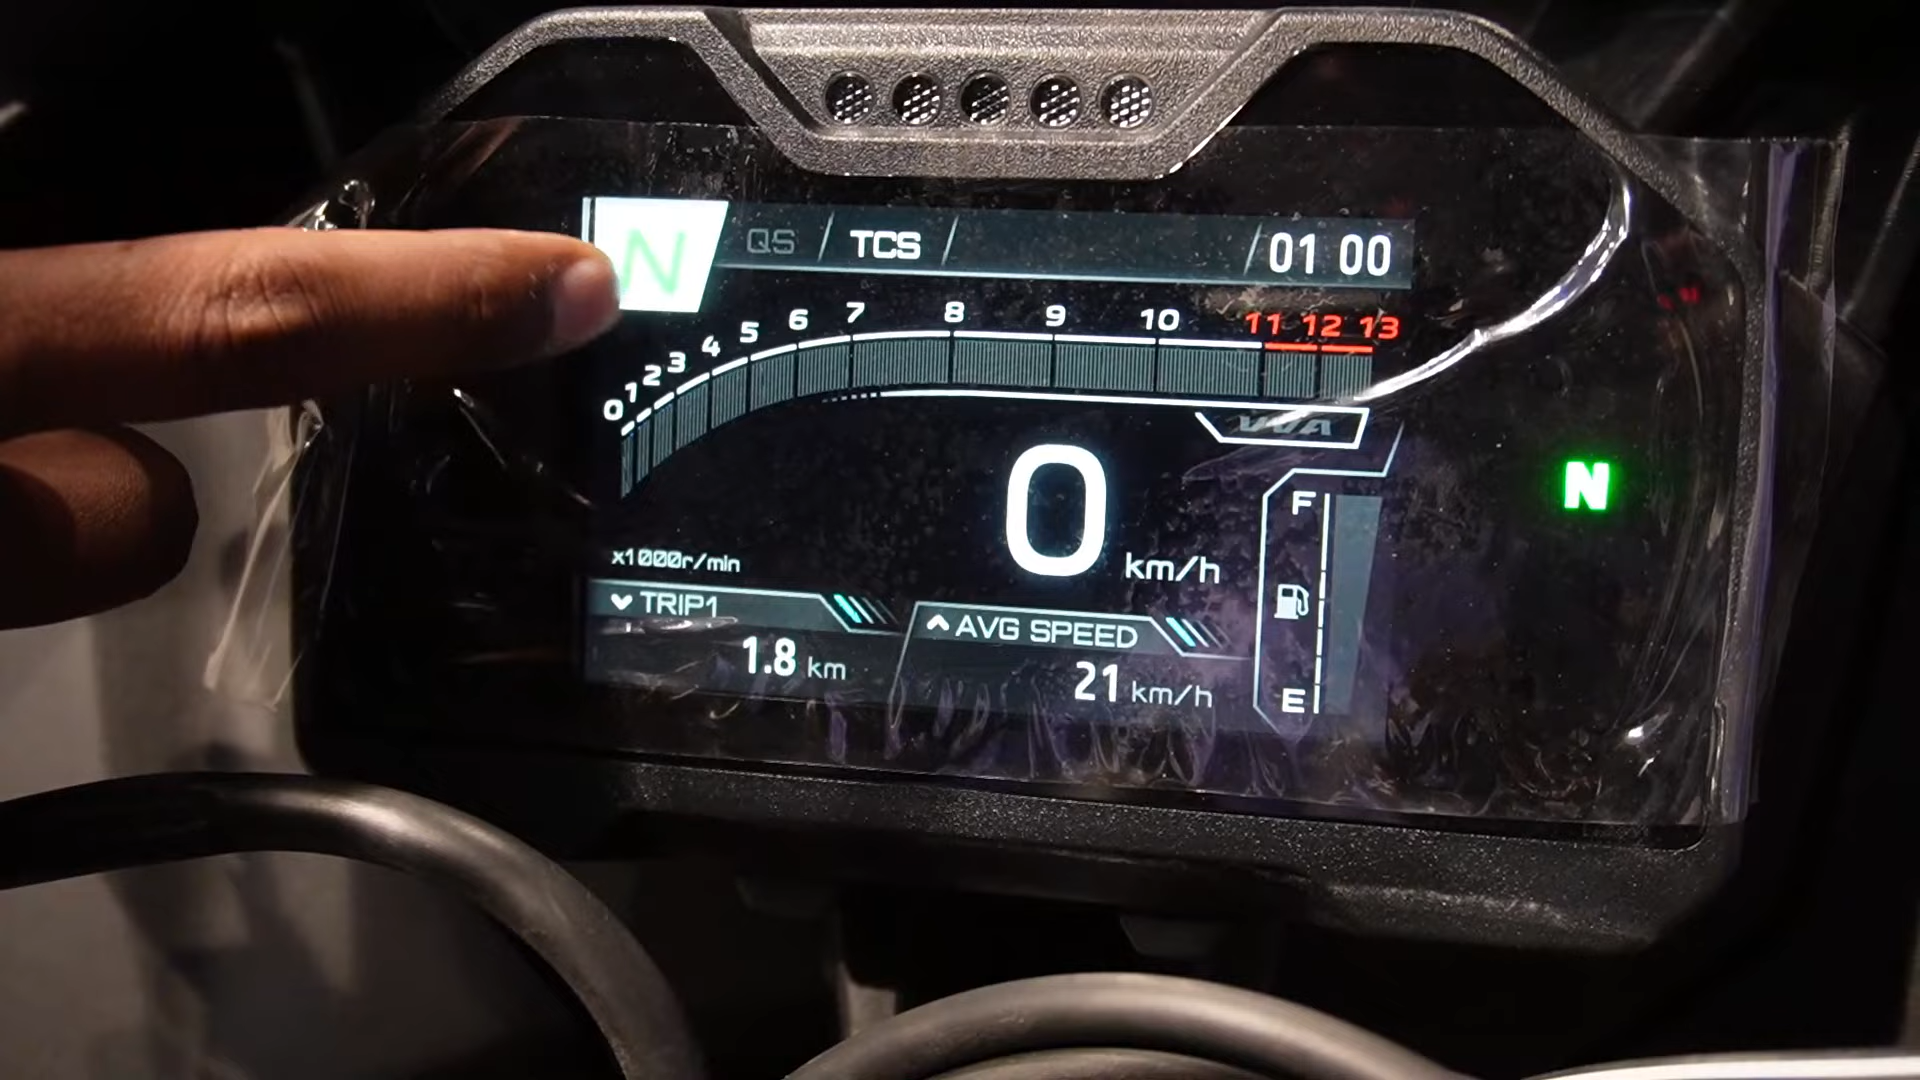 N QS TCS 01 00
0 1 2 3 4 5 6 7 8 9 10 11 12 13
VVA
0 km/h
N
F
x1000r/min
TRIP1
1.8 km
AVG SPEED
21 km/h
E